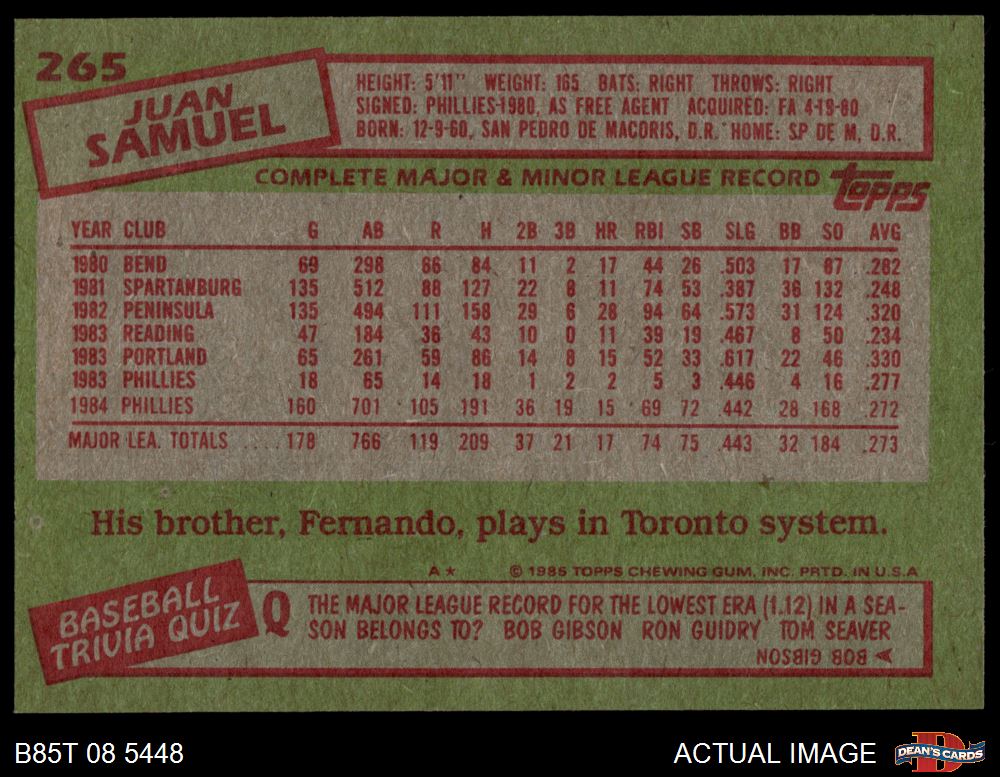 265
JUAN
SAMUEL
HEIGHT: 5'11" WEIGHT: 165 BATS: RIGHT THROWS: RIGHT
SIGNED: PHILLIES-1980, AS FREE AGENT ACQUIRED: FA 4-19-80
BORN: 12-9-60, SAN PEDRO DE MACORIS, D.R. HOME: SP DE M, D.R.
COMPLETE MAJOR & MINOR LEAGUE RECORD
TOPPS
YEAR CLUB G AB R H 2B 3B HR RBI SB SLG BB SO AVG
1980 BEND 69 298 66 84 11 2 17 44 26 .503 17 87 .282
1981 SPARTANBURG 135 512 88 127 22 8 11 74 53 .387 36 132 .248
1982 PENINSULA 135 494 111 158 29 6 28 94 64 .573 31 124 .320
1983 READING 47 184 36 43 10 0 11 39 19 .467 8 50 .234
1983 PORTLAND 65 261 59 86 14 8 15 52 33 .617 22 46 .330
1983 PHILLIES 18 65 14 18 1 2 2 5 3 .446 4 16 .277
1984 PHILLIES 160 701 105 191 36 19 15 69 72 .442 28 168 .272
MAJOR LEA. TOTALS .... 178 766 119 209 37 21 17 74 75 .443 32 184 .273
His brother, Fernando, plays in Toronto system.
A★ © 1985 TOPPS CHEWING GUM, INC. PRTD. IN U.S.A
BASEBALL
TRIVIA QUIZ
Q THE MAJOR LEAGUE RECORD FOR THE LOWEST ERA (1.12) IN A SEA-
SON BELONGS TO? BOB GIBSON RON GUIDRY TOM SEAVER
➤ BOB GIBSON
B85T 08 5448
ACTUAL IMAGE
DEAN'S CARDS